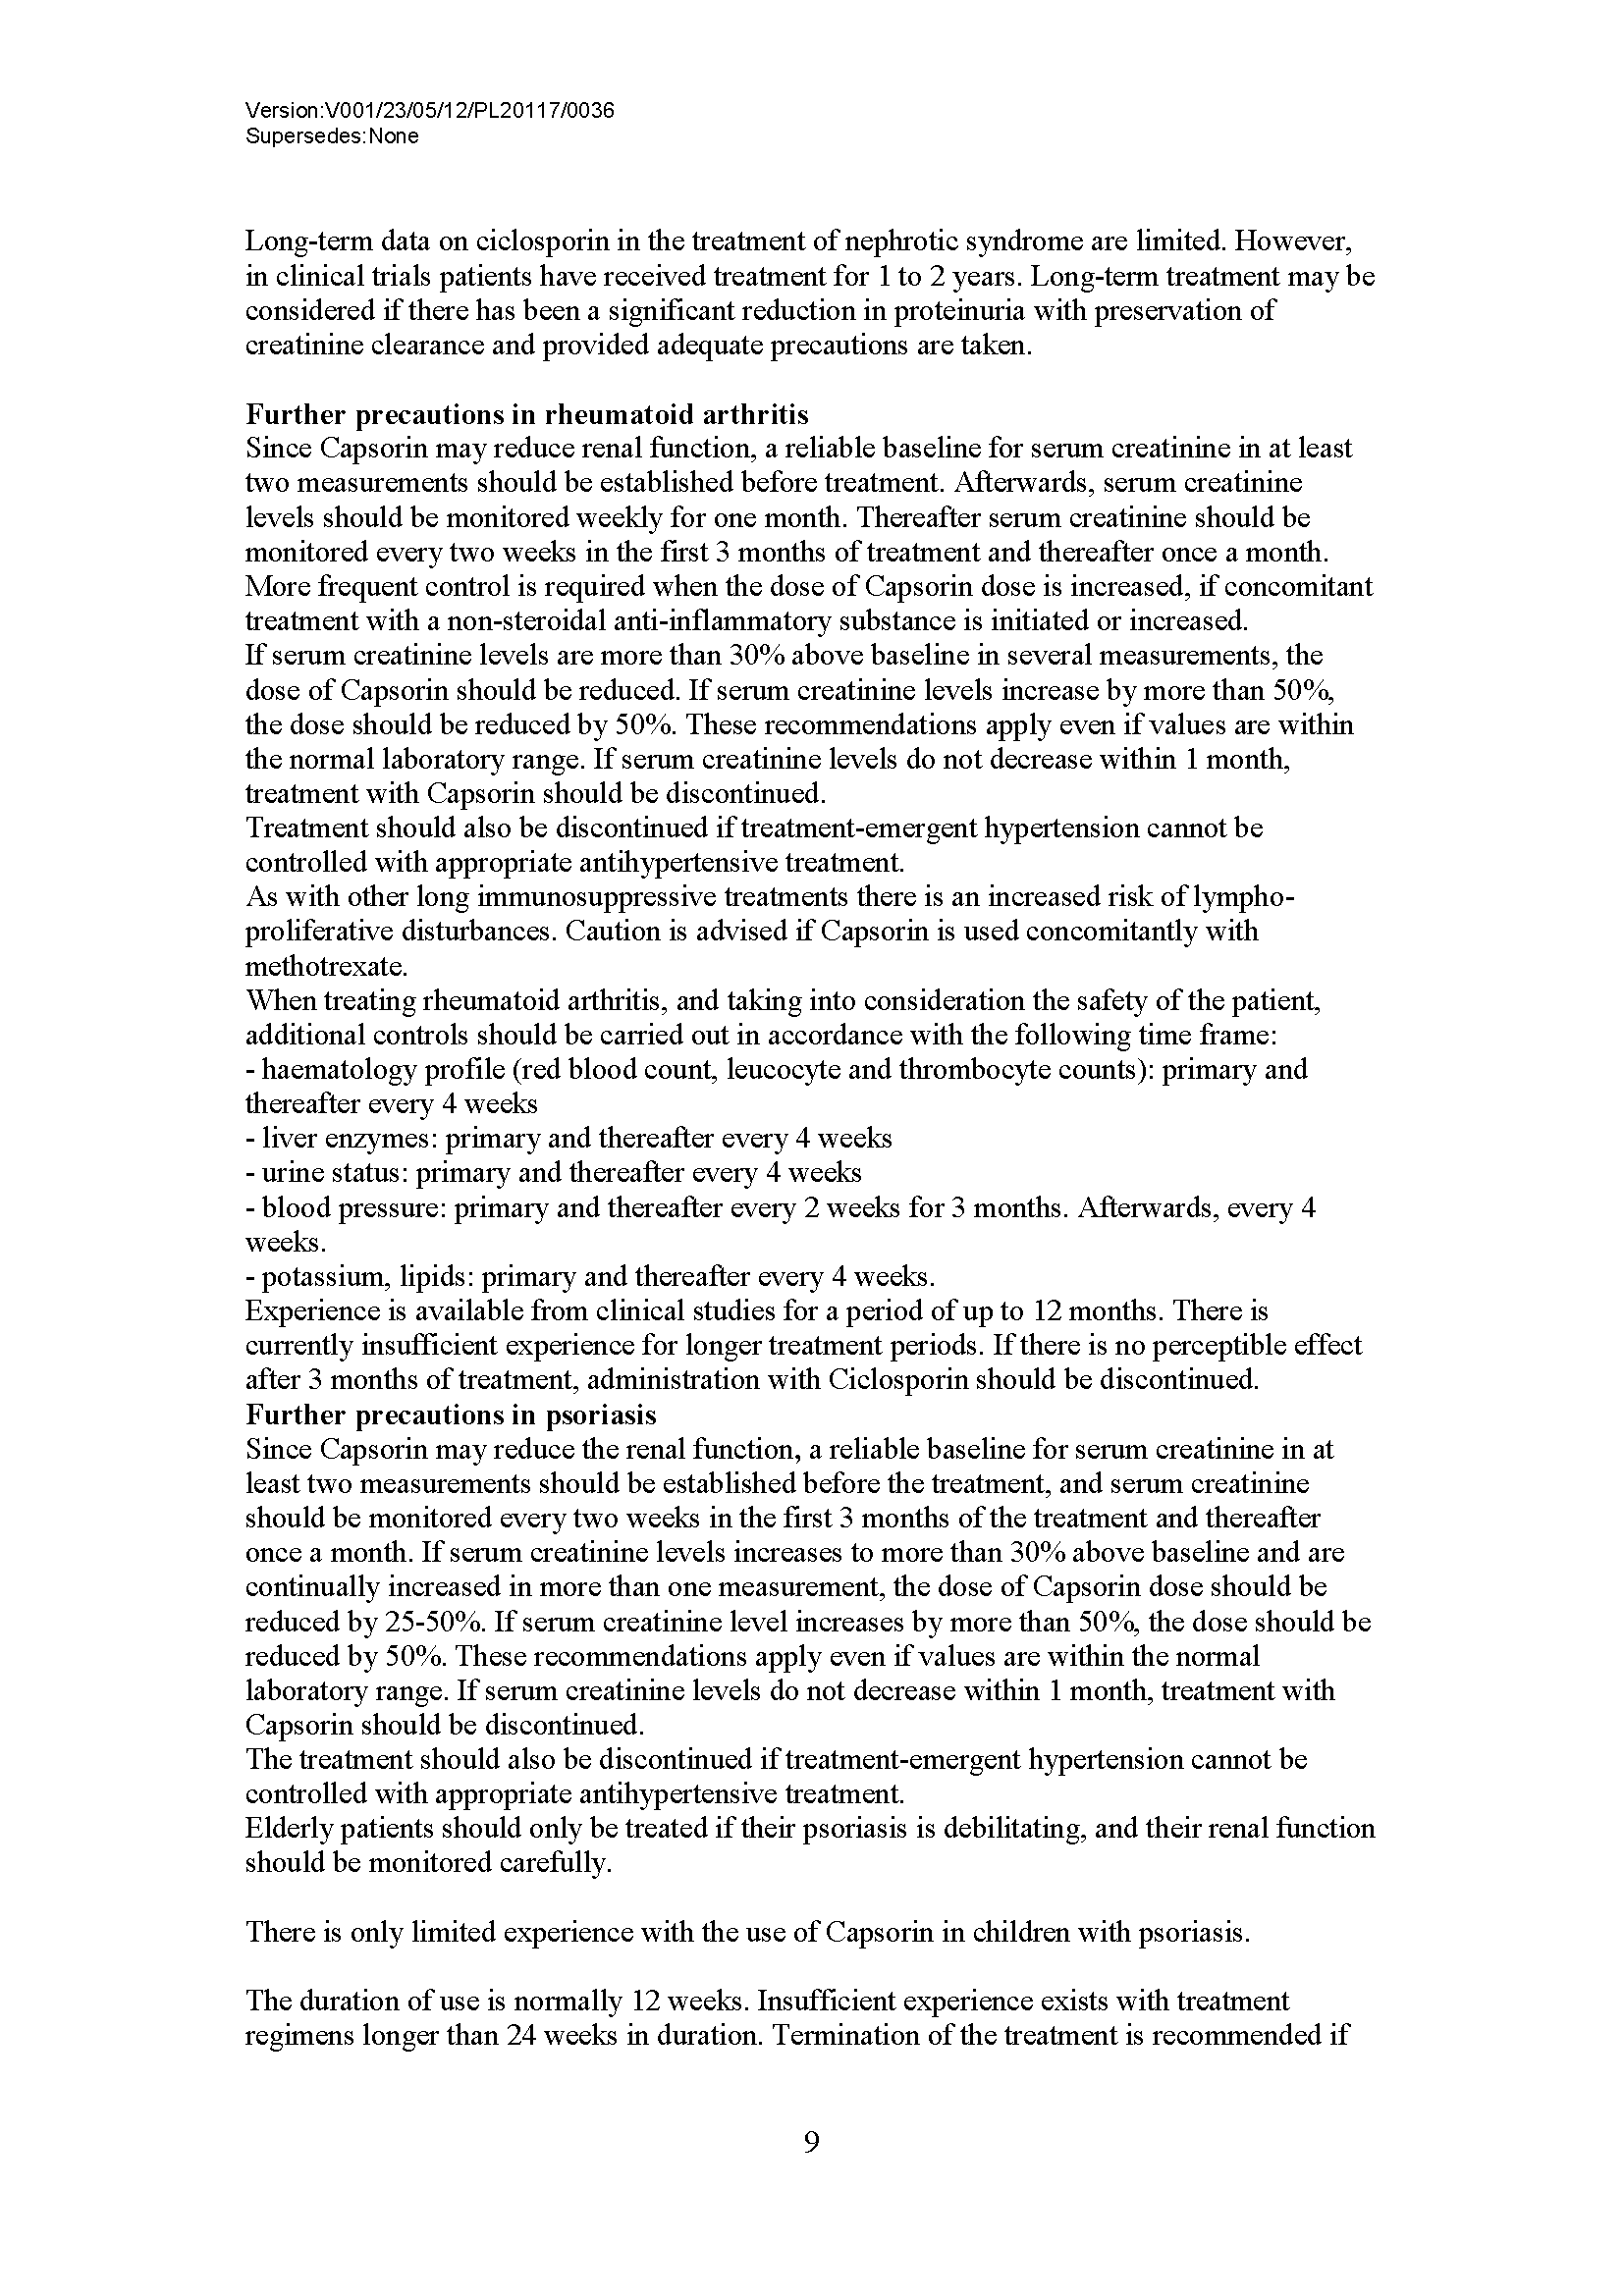 Version:V001/23/05/12/PL20117/0036
Supersedes:None
Long-term data on ciclosporin in the treatment of nephrotic syndrome are limited. However,
in clinical trials patients have received treatment for 1 to 2 years. Long-term treatment may be
considered if there has been a significant reduction in proteinuria with preservation of
creatinine clearance and provided adequate precautions are taken.
Further precautions in rheumatoid arthritis
Since Capsorin may reduce renal function, a reliable baseline for serum creatinine in at least
two measurements should be established before treatment. Afterwards, serum creatinine
levels should be monitored weekly for one month. Thereafter serum creatinine should be
monitored every two weeks in the first 3 months of treatment and thereafter once a month.
More frequent control is required when the dose of Capsorin dose is increased, if concomitant
treatment with a non-steroidal anti-inflammatory substance is initiated or increased.
If serum creatinine levels are more than 30% above baseline in several measurements, the
dose of Capsorin should be reduced. If serum creatinine levels increase by more than 50%,
the dose should be reduced by 50%. These recommendations apply even if values are within
the normal laboratory range. If serum creatinine levels do not decrease within 1 month,
treatment with Capsorin should be discontinued.
Treatment should also be discontinued if treatment-emergent hypertension cannot be
controlled with appropriate antihypertensive treatment.
As with other long immunosuppressive treatments there is an increased risk of lympho-
proliferative disturbances. Caution is advised if Capsorin is used concomitantly with
methotrexate.
When treating rheumatoid arthritis, and taking into consideration the safety of the patient,
additional controls should be carried out in accordance with the following time frame:
- haematology profile (red blood count, leucocyte and thrombocyte counts): primary and
thereafter every 4 weeks
- liver enzymes: primary and thereafter every 4 weeks
- urine status: primary and thereafter every 4 weeks
- blood pressure: primary and thereafter every 2 weeks for 3 months. Afterwards, every 4
weeks.
- potassium, lipids: primary and thereafter every 4 weeks.
Experience is available from clinical studies for a period of up to 12 months. There is
currently insufficient experience for longer treatment periods. If there is no perceptible effect
after 3 months of treatment, administration with Ciclosporin should be discontinued.
Further precautions in psoriasis
Since Capsorin may reduce the renal function, a reliable baseline for serum creatinine in at
least two measurements should be established before the treatment, and serum creatinine
should be monitored every two weeks in the first 3 months of the treatment and thereafter
once a month. If serum creatinine levels increases to more than 30% above baseline and are
continually increased in more than one measurement, the dose of Capsorin dose should be
reduced by 25-50%. If serum creatinine level increases by more than 50%, the dose should be
reduced by 50%. These recommendations apply even if values are within the normal
laboratory range. If serum creatinine levels do not decrease within 1 month, treatment with
Capsorin should be discontinued.
The treatment should also be discontinued if treatment-emergent hypertension cannot be
controlled with appropriate antihypertensive treatment.
Elderly patients should only be treated if their psoriasis is debilitating, and their renal function
should be monitored carefully.
There is only limited experience with the use of Capsorin in children with psoriasis.
The duration of use is normally 12 weeks. Insufficient experience exists with treatment
regimens longer than 24 weeks in duration. Termination of the treatment is recommended if
9